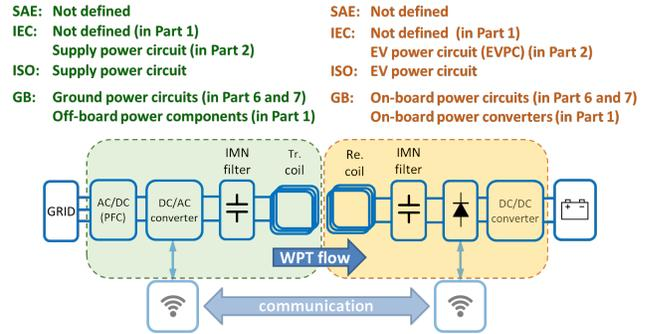 SAE: Not defined
IEC: Not defined (in Part 1)
Supply power circuit (in Part 2)
ISO: Supply power circuit
GB: Ground power circuits (in Part 6 and 7)
Off-board power components (in Part 1)
SAE: Not defined
IEC: Not defined (in Part 1)
EV power circuit (EVPC) (in Part 2)
ISO: EV power circuit
GB: On-board power circuits (in Part 6 and 7)
On-board power converters (in Part 1)
GRID
AC/DC
(PFC)
DC/AC
converter
IMN
filter
Tr.
coil
Re.
coil
IMN
filter
DC/DC
converter
WPT flow
communication